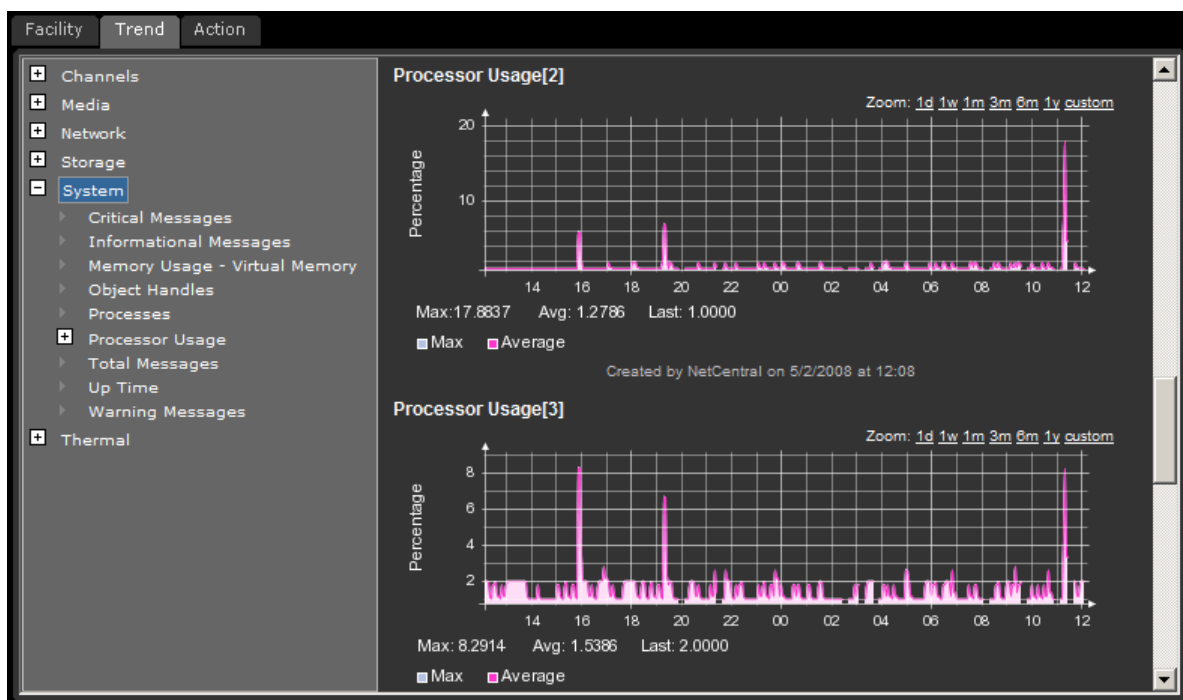 Facility Trend Action
Channels
Media
Network
Storage
System
Critical Messages
Informational Messages
Memory Usage - Virtual Memory
Object Handles
Processes
Processor Usage
Total Messages
Up Time
Warning Messages
Thermal
Processor Usage[2]
Zoom: 1d 1w 1m 3m 6m 1y custom
Percentage
20
10
14 16 18 20 22 00 02 04 06 08 10 12
Max:17.8837 Avg: 1.2786 Last: 1.0000
Max Average
Created by NetCentral on 5/2/2008 at 12:08
Processor Usage[3]
Zoom: 1d 1w 1m 3m 6m 1y custom
Percentage
8
6
4
2
14 16 18 20 22 00 02 04 06 08 10 12
Max: 8.2914 Avg: 1.5386 Last: 2.0000
Max Average